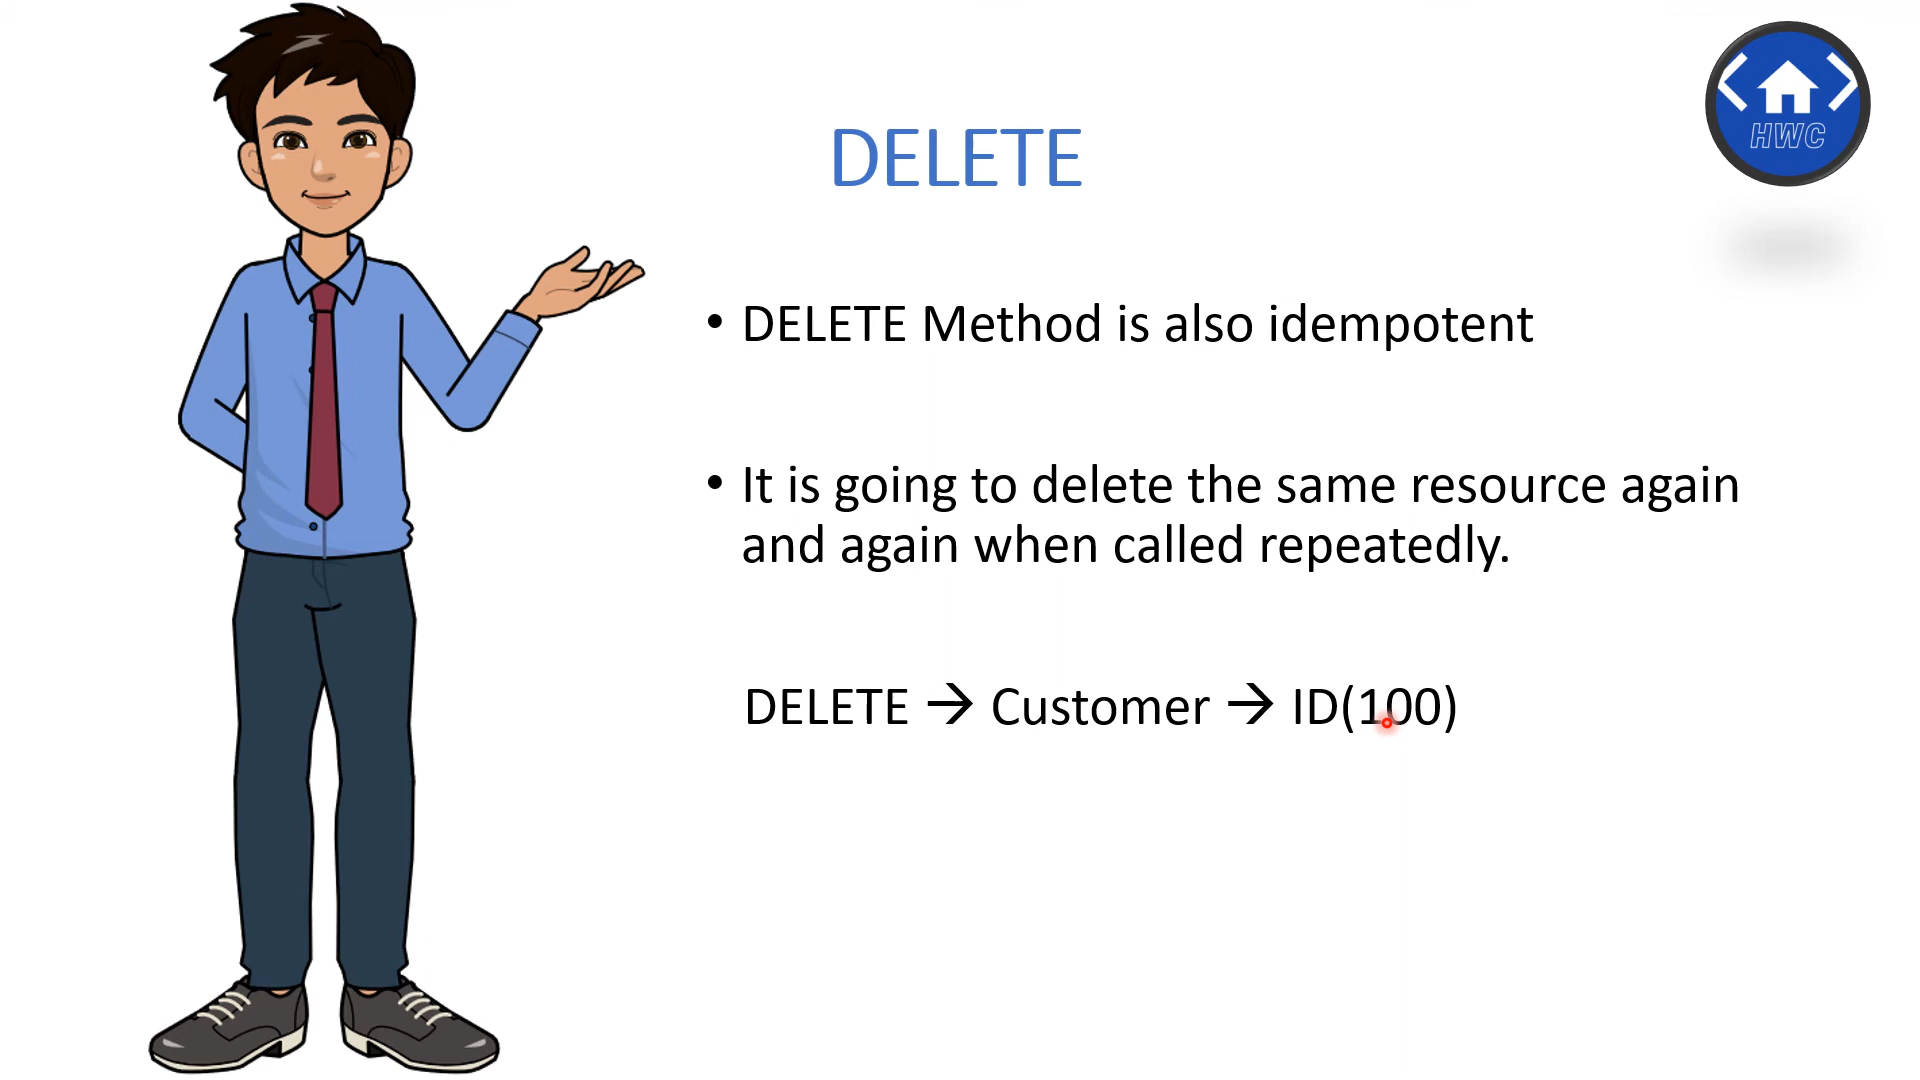 HWC
DELETE
• DELETE Method is also idempotent
• It is going to delete the same resource again
and again when called repeatedly.
DELETE → Customer → ID(100)